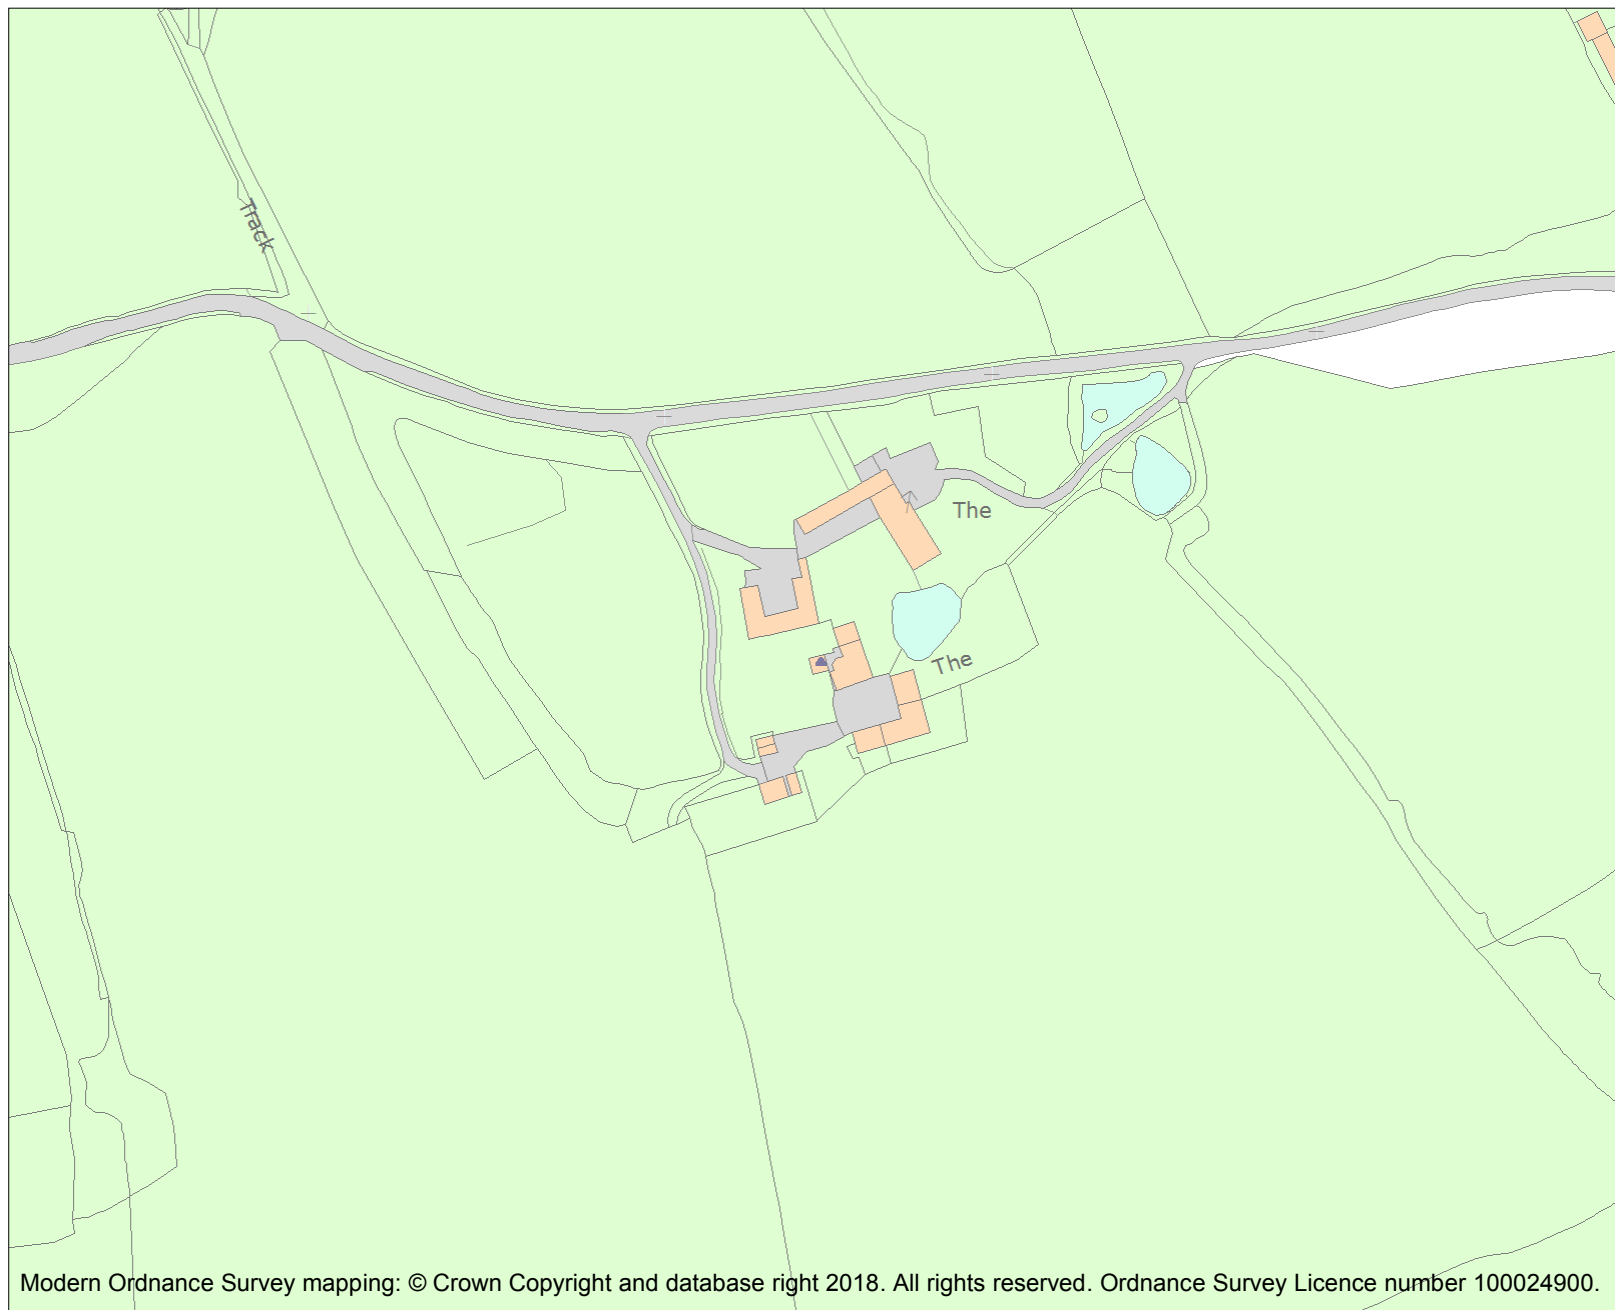 Track
The
The
Modern Ordnance Survey mapping: © Crown Copyright and database right 2018. All rights reserved. Ordnance Survey Licence number 100024900.